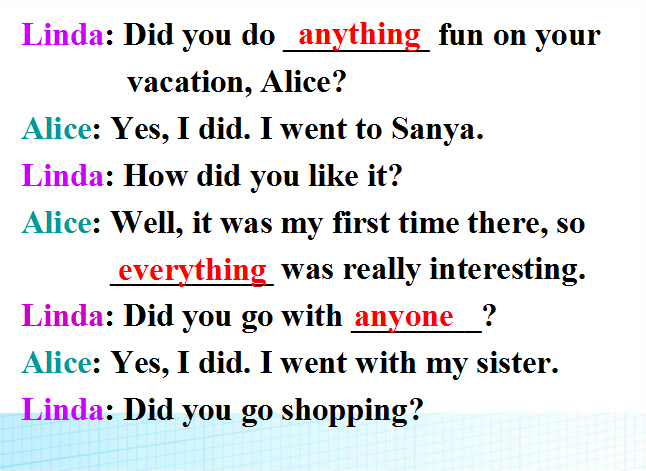 Linda: Did you do anything fun on your
vacation, Alice?
Alice: Yes, I did. I went to Sanya.
Linda: How did you like it?
Alice: Well, it was my first time there, so
everything was really interesting.
Linda: Did you go with anyone?
Alice: Yes, I did. I went with my sister.
Linda: Did you go shopping?